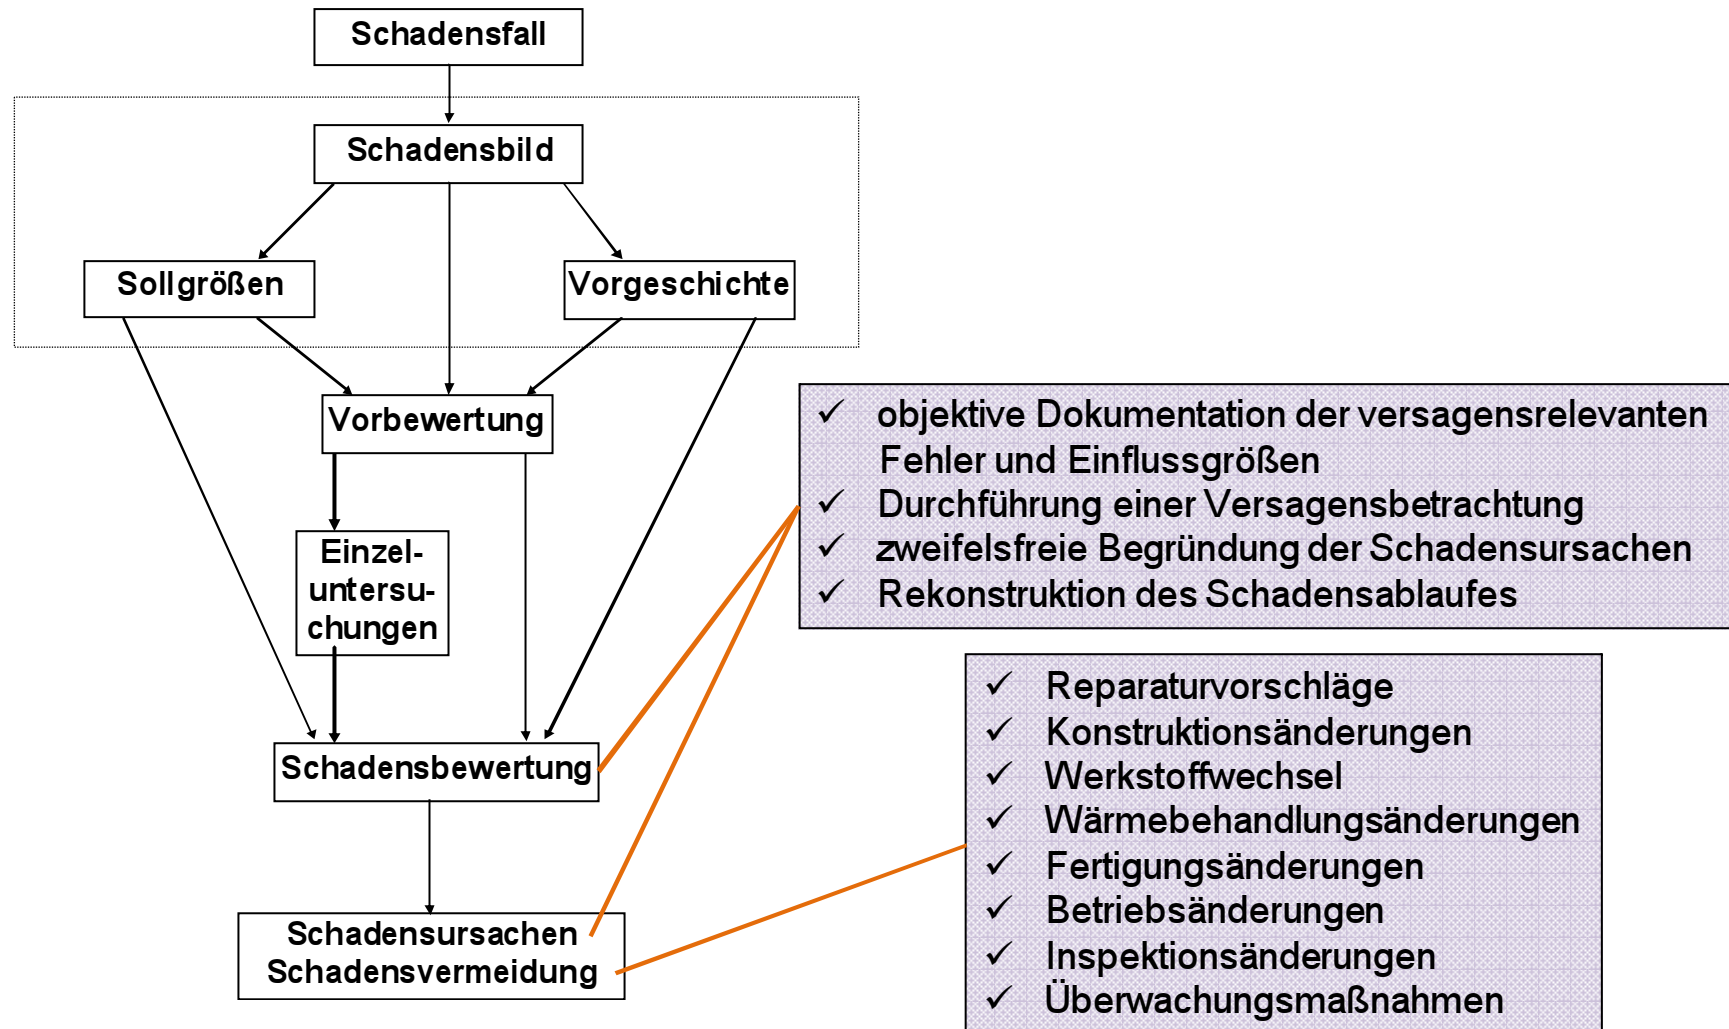 Schadensfall
Schadensbild
Sollgrößen
Vorgeschichte
Vorbewertung
Einzel-
untersu-
chungen
Schadensbewertung
Schadensursachen
Schadensvermeidung
✓ objektive Dokumentation der versagensrelevanten
Fehler und Einflussgrößen
✓ Durchführung einer Versagensbetrachtung
✓ zweifelsfreie Begründung der Schadensursachen
✓ Rekonstruktion des Schadensablaufes
✓ Reparaturvorschläge
✓ Konstruktionsänderungen
✓ Werkstoffwechsel
✓ Wärmebehandlungsänderungen
✓ Fertigungsänderungen
✓ Betriebsänderungen
✓ Inspektionsänderungen
✓ Überwachungsmaßnahmen